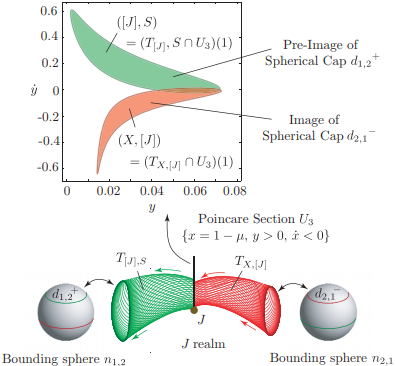 0.6
0.4
0.2
0
-0.2
-0.4
-0.6
ẏ
0 0.02 0.04 0.06 0.08
y
([J], S)
= (T[J], S ∩ U3)(1)
Pre-Image of
Spherical Cap d1,2+
(X, [J])
= (TX,[J] ∩ U3)(1)
Image of
Spherical Cap d2,1−
Poincare Section U3
{x = 1 − μ, y > 0, ẋ < 0}
T[J],S
TX,[J]
d1,2+
d2,1−
J
J realm
Bounding sphere n1,2
Bounding sphere n2,1